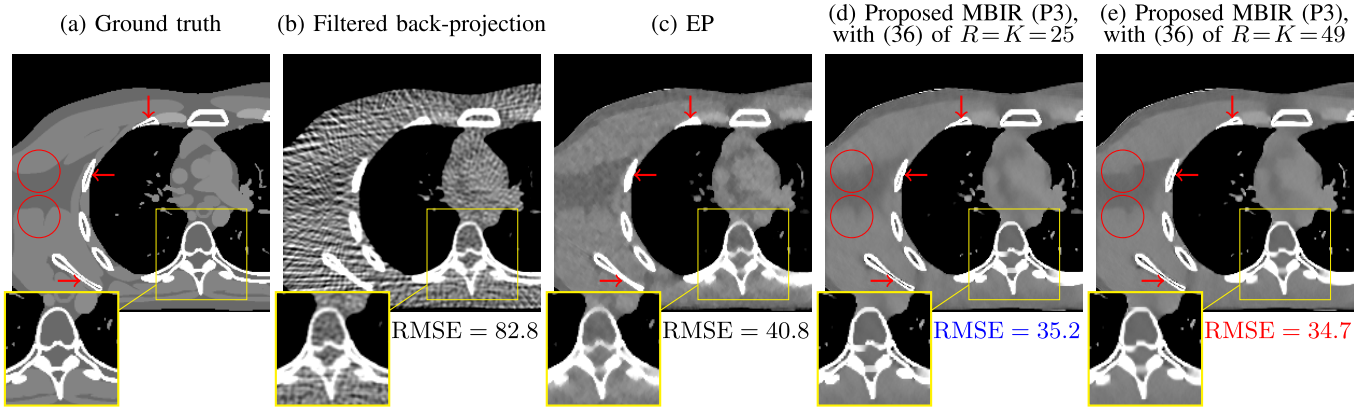 (a) Ground truth
(b) Filtered back-projection
(c) EP
(d) Proposed MBIR (P3),
with (36) of R=K=25
(e) Proposed MBIR (P3),
with (36) of R=K=49
RMSE = 82.8
RMSE = 40.8
RMSE = 35.2
RMSE = 34.7